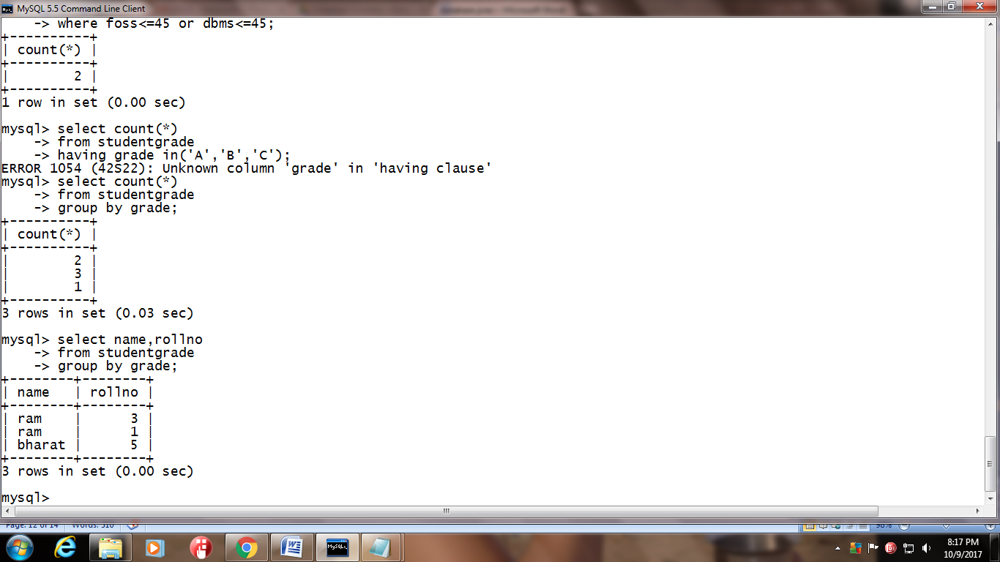 MySQL 5.5 Command Line Client
    -> where foss<=45 or dbms<=45;
+----------+
| count(*) |
+----------+
|        2 |
+----------+
1 row in set (0.00 sec)
mysql> select count(*)
    -> from studentgrade
    -> having grade in('A','B','C');
ERROR 1054 (42S22): Unknown column 'grade' in 'having clause'
mysql> select count(*)
    -> from studentgrade
    -> group by grade;
+----------+
| count(*) |
+----------+
|        2 |
|        3 |
|        1 |
+----------+
3 rows in set (0.03 sec)
mysql> select name,rollno
    -> from studentgrade
    -> group by grade;
+--------+--------+
| name   | rollno |
+--------+--------+
| ram    |      3 |
| ram    |      1 |
| bharat |      5 |
+--------+--------+
3 rows in set (0.00 sec)
mysql>
Page: 12 of 14 Words: 310 98%
8:17 PM
10/9/2017